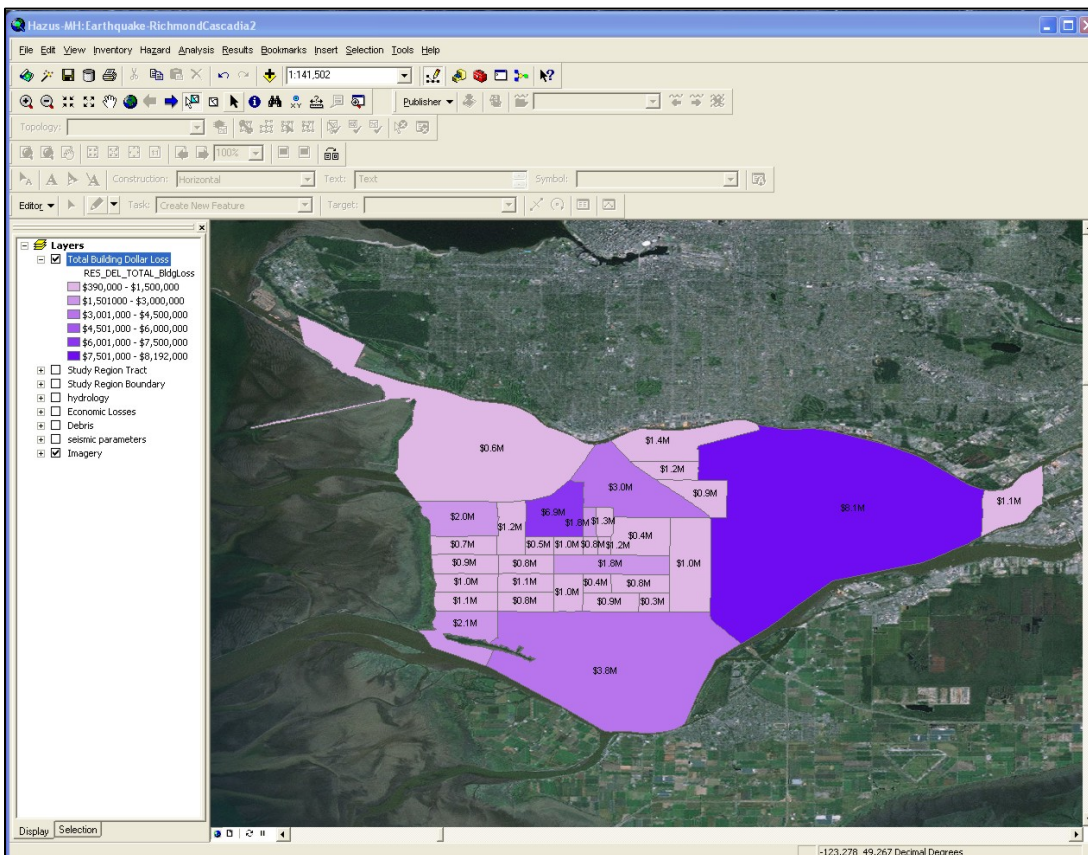 Hazus-MH:Earthquake-RichmondCascadia2
File Edit View Inventory Hazard Analysis Results Bookmarks Insert Selection Tools Help
1:141,502
Publisher
Topology:
100%
Construction: Horizontal Text: Text Symbol:
Editor Task: Create New Feature Target:
Layers
Total Building Dollar Loss
RES_DEL_TOTAL_BldgLoss
$390,000 - $1,500,000
$1,501000 - $3,000,000
$3,001,000 - $4,500,000
$4,501,000 - $6,000,000
$6,001,000 - $7,500,000
$7,501,000 - $8,192,000
Study Region Tract
Study Region Boundary
hydrology
Economic Losses
Debris
seismic parameters
Imagery
$0.6M $1.4M
$1.2M
$3.0M $0.9M $8.1M $1.1M
$2.0M $1.2M $6.9M $1.8M $1.3M
$0.4M
$0.7M $0.5M $1.0M $0.8M $1.2M
$0.9M $0.8M $1.8M $1.0M
$1.0M $1.1M $1.0M $0.4M $0.8M
$1.1M $0.8M $0.9M $0.3M
$2.1M
$3.8M
Display Selection
-123.278 49.267 Decimal Degrees